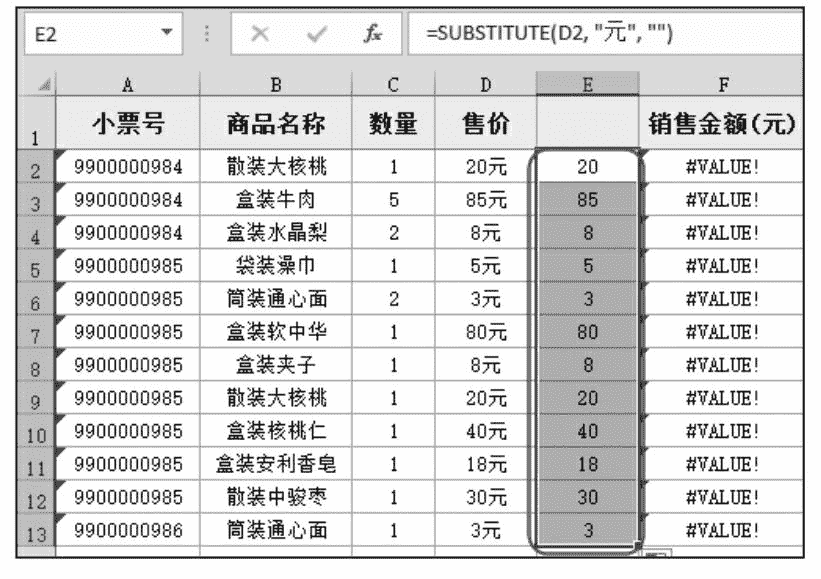 E2 fx =SUBSTITUTE(D2, "元", "")
A B C D E F
1 小票号 商品名称 数量 售价 销售金额(元)
2 9900000984 散装大核桃 1 20元 20 #VALUE!
3 9900000984 盒装牛肉 5 85元 85 #VALUE!
4 9900000984 盒装水晶梨 2 8元 8 #VALUE!
5 9900000985 袋装澡巾 1 5元 5 #VALUE!
6 9900000985 筒装通心面 2 3元 3 #VALUE!
7 9900000985 盒装软中华 1 80元 80 #VALUE!
8 9900000985 盒装夹子 1 8元 8 #VALUE!
9 9900000985 散装大核桃 1 20元 20 #VALUE!
10 9900000985 盒装核桃仁 1 40元 40 #VALUE!
11 9900000985 盒装安利香皂 1 18元 18 #VALUE!
12 9900000985 散装中骏枣 1 30元 30 #VALUE!
13 9900000986 筒装通心面 1 3元 3 #VALUE!